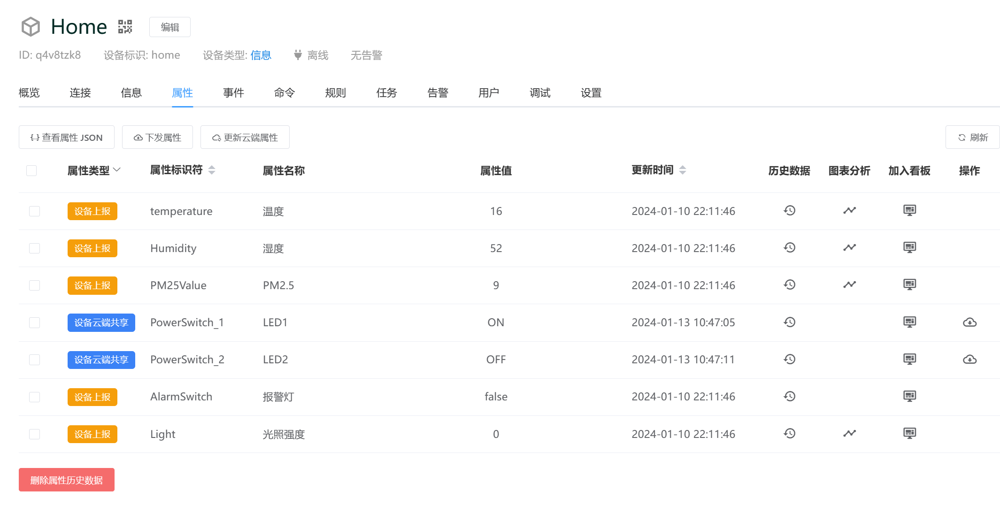 Home 编辑
ID: q4v8tzk8 设备标识: home 设备类型: 信息 离线 无告警
概览 连接 信息 属性 事件 命令 规则 任务 告警 用户 调试 设置
{..} 查看属性 JSON 下发属性 更新云端属性 刷新
属性类型 属性标识符 属性名称 属性值 更新时间 历史数据 图表分析 加入看板 操作
设备上报 temperature 温度 16 2024-01-10 22:11:46
设备上报 Humidity 湿度 52 2024-01-10 22:11:46
设备上报 PM25Value PM2.5 9 2024-01-10 22:11:46
设备云端共享 PowerSwitch_1 LED1 ON 2024-01-13 10:47:05
设备云端共享 PowerSwitch_2 LED2 OFF 2024-01-13 10:47:11
设备上报 AlarmSwitch 报警灯 false 2024-01-10 22:11:46
设备上报 Light 光照强度 0 2024-01-10 22:11:46
删除属性历史数据